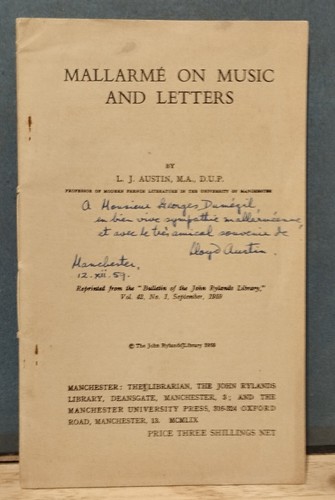 MALLARMÉ ON MUSIC
AND LETTERS
BY
L. J. AUSTIN, M.A., D.U.P.
PROFESSOR OF MODERN FRENCH LITERATURE IN THE UNIVERSITY OF MANCHESTER
A Monsieur Georges Dumézil,
en bien vive sympathie mallarméenne,
et avec le très amical souvenir de
Lloyd Austin.
Manchester,
12.XII.59.
Reprinted from the "Bulletin of the John Rylands Library,"
Vol. 42, No. 1, September, 1959
© The John Rylands Library 1959
MANCHESTER: THE LIBRARIAN, THE JOHN RYLANDS
LIBRARY, DEANSGATE, MANCHESTER, 3; AND THE
MANCHESTER UNIVERSITY PRESS, 316-324 OXFORD
ROAD, MANCHESTER, 13. MCMLIX
PRICE THREE SHILLINGS NET